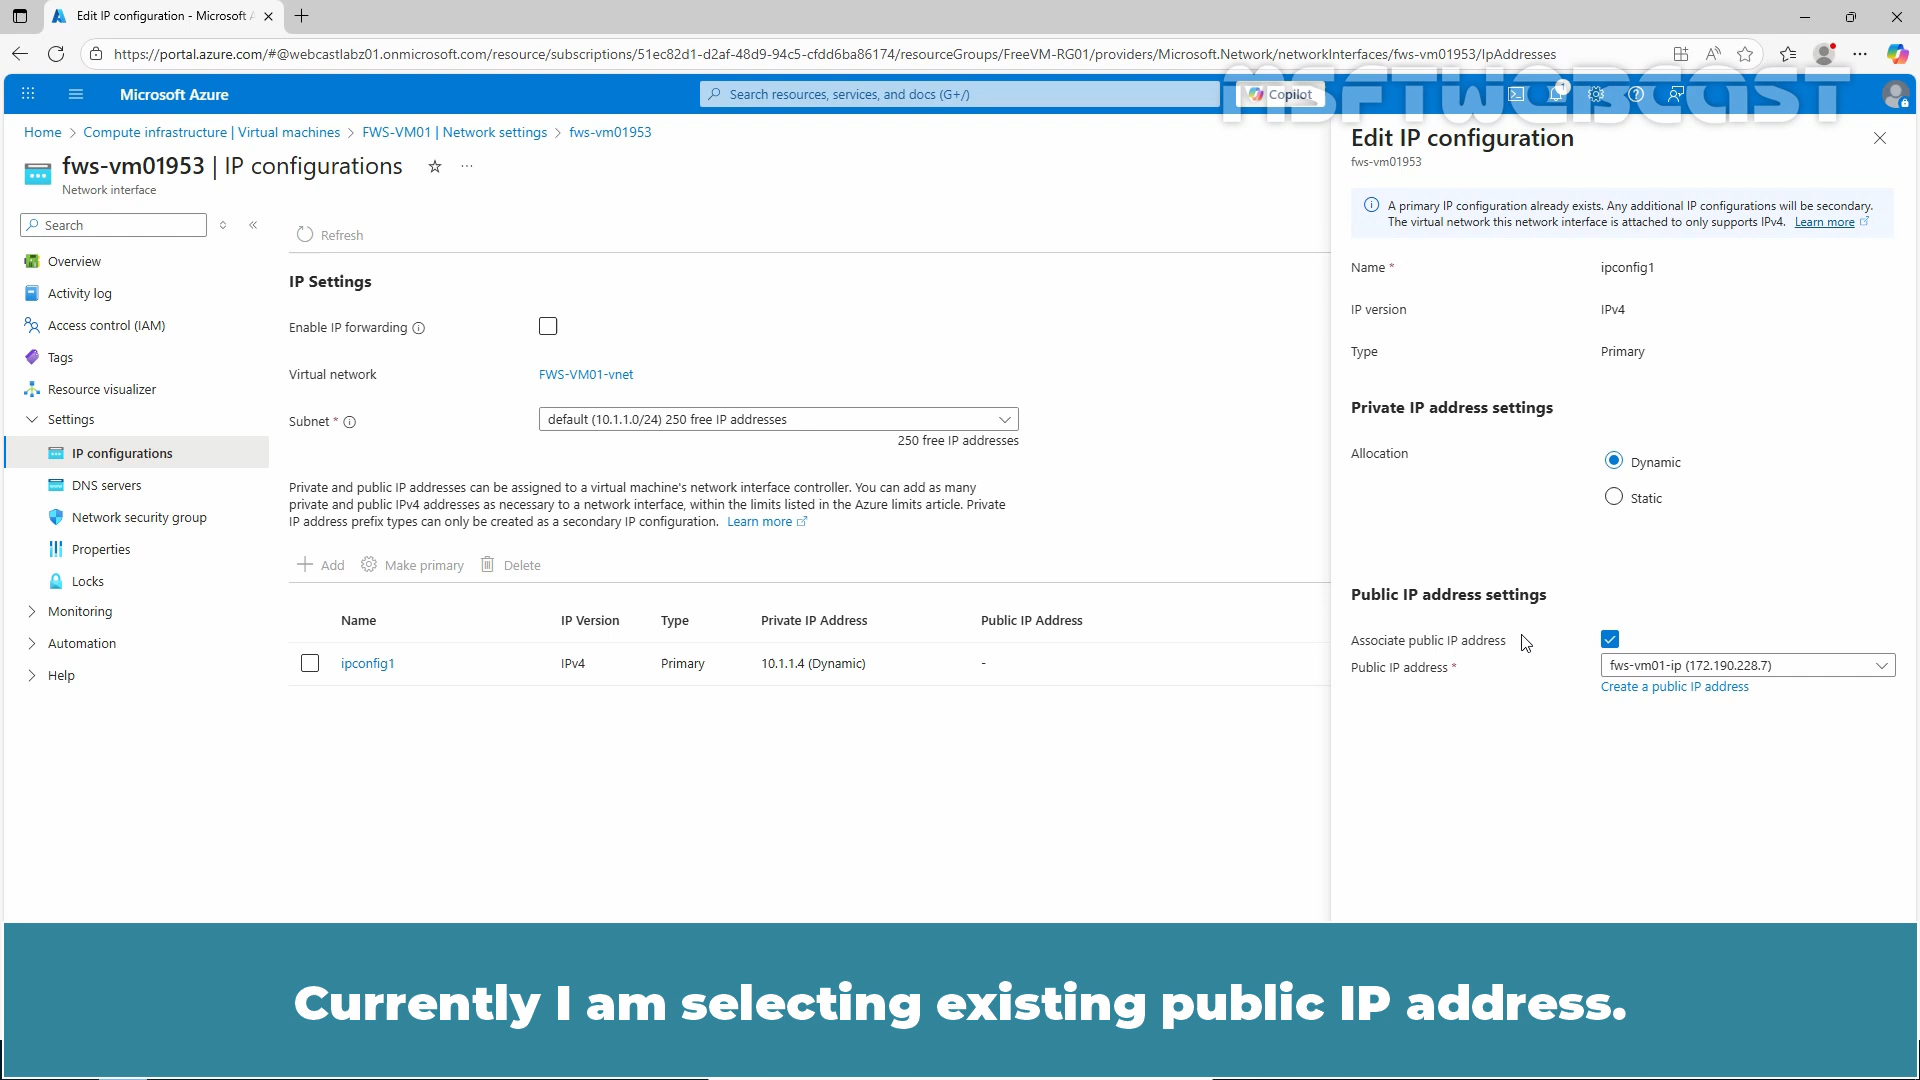 Edit IP configuration - Microsoft A
https://portal.azure.com/#@webcastlabz01.onmicrosoft.com/resource/subscriptions/51ec82d1-d2af-48d9-94c5-cfdd6ba86174/resourceGroups/FreeVM-RG01/providers/Microsoft.Network/networkInterfaces/fws-vm01953/IpAddresses
MSFTWEBCAST
Microsoft Azure
Search resources, services, and docs (G+/)
Copilot
1
Home > Compute infrastructure | Virtual machines > FWS-VM01 | Network settings > fws-vm01953
fws-vm01953 | IP configurations
Network interface
Search
Overview
Activity log
Access control (IAM)
Tags
Resource visualizer
Settings
IP configurations
DNS servers
Network security group
Properties
Locks
Monitoring
Automation
Help
Refresh
IP Settings
Enable IP forwarding
Virtual network FWS-VM01-vnet
Subnet * default (10.1.1.0/24) 250 free IP addresses
250 free IP addresses
Private and public IP addresses can be assigned to a virtual machine's network interface controller. You can add as many
private and public IPv4 addresses as necessary to a network interface, within the limits listed in the Azure limits article. Private
IP address prefix types can only be created as a secondary IP configuration. Learn more
Add Make primary Delete
Name IP Version Type Private IP Address Public IP Address
ipconfig1 IPv4 Primary 10.1.1.4 (Dynamic) -
Edit IP configuration
fws-vm01953
A primary IP configuration already exists. Any additional IP configurations will be secondary.
The virtual network this network interface is attached to only supports IPv4. Learn more
Name * ipconfig1
IP version IPv4
Type Primary
Private IP address settings
Allocation
Dynamic
Static
Public IP address settings
Associate public IP address
Public IP address * fws-vm01-ip (172.190.228.7)
Create a public IP address
Currently I am selecting existing public IP address.